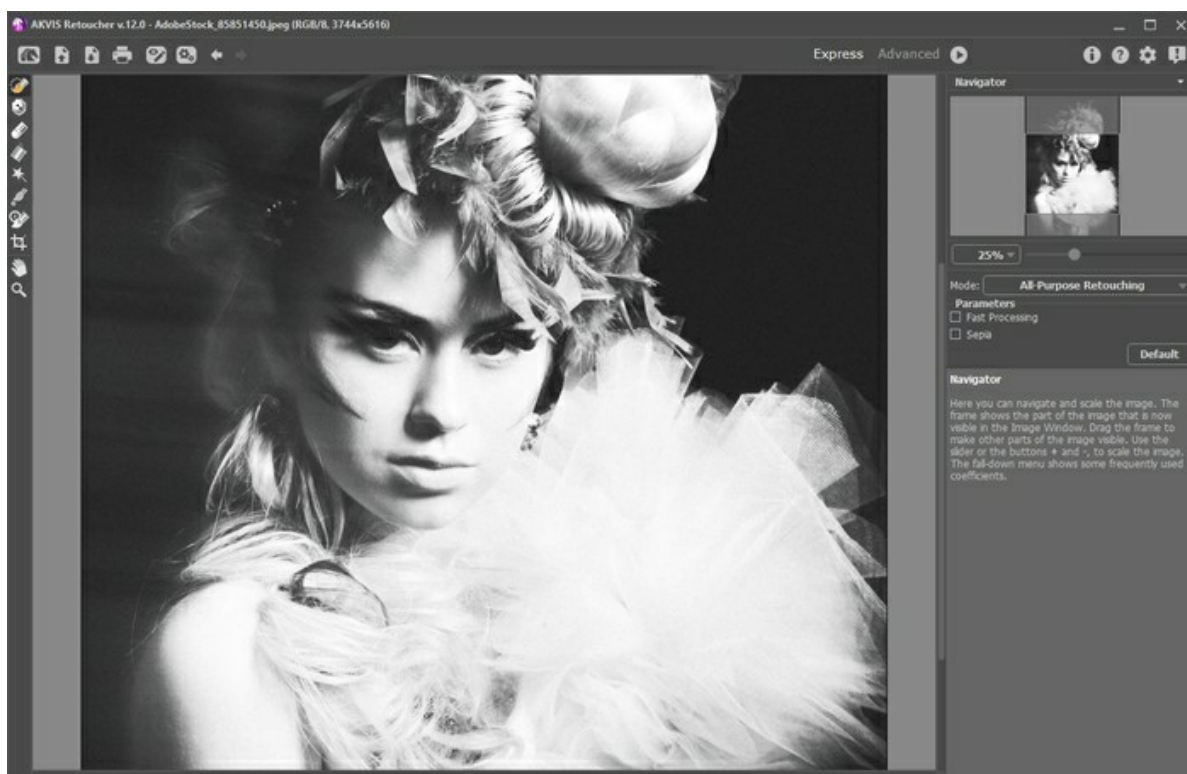 AKVIS Retoucher v.12.0 - AdobeStock_85851450.jpeg (RGB/8, 3744x5616)
Express Advanced
Navigator
25%
Mode: All-Purpose Retouching
Parameters
Fast Processing
Sepia
Default
Navigator
Here you can navigate and scale the image. The
frame shows the part of the image that is now
visible in the Image Window. Drag the frame to
make other parts of the image visible. Use the
slider or the buttons + and -, to scale the image.
The fall-down menu shows some frequently used
coefficients.